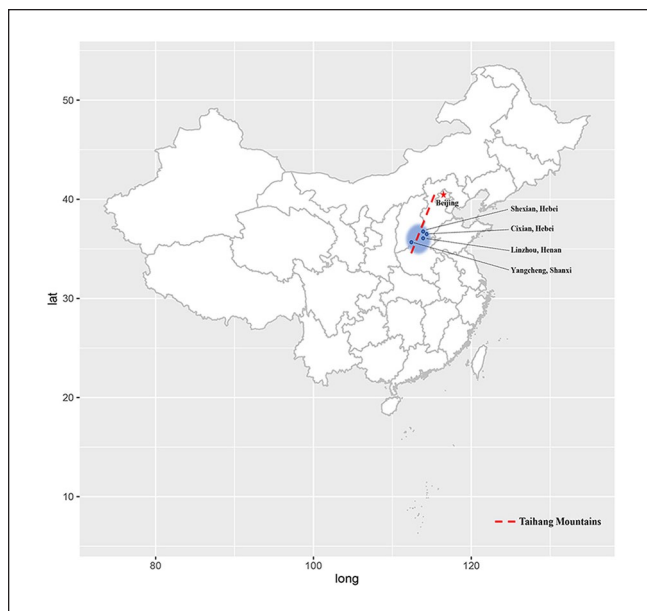 50
40
30
20
10
lat
Beijing
Shexian, Hebei
Cixian, Hebei
Linzhou, Henan
Yangcheng, Shanxi
Taihang Mountains
80
100
120
long